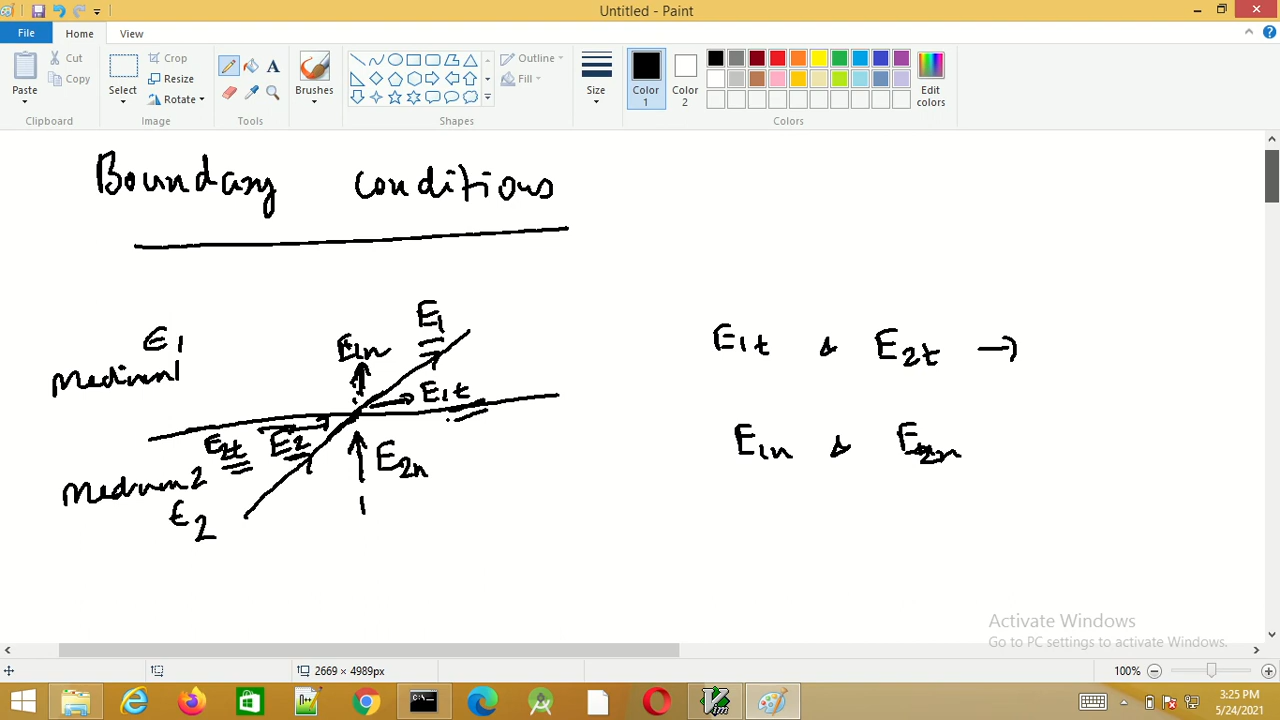 Untitled - Paint
File Home View
Paste
Cut
Copy
Clipboard
Select
Crop
Resize
Rotate
Image
A
Tools
Brushes
Outline
Fill
Shapes
Size
Color 1
Color 2
Edit colors
Colors
Boundary conditions
E1
E1n
ϵ1
Medium1
E1t
E2t E2
E2n
Medium2
ϵ2
E1t & E2t →
E1n & E2n
Activate Windows
Go to PC settings to activate Windows.
2669 × 4989px
100%
3:25 PM
5/24/2021